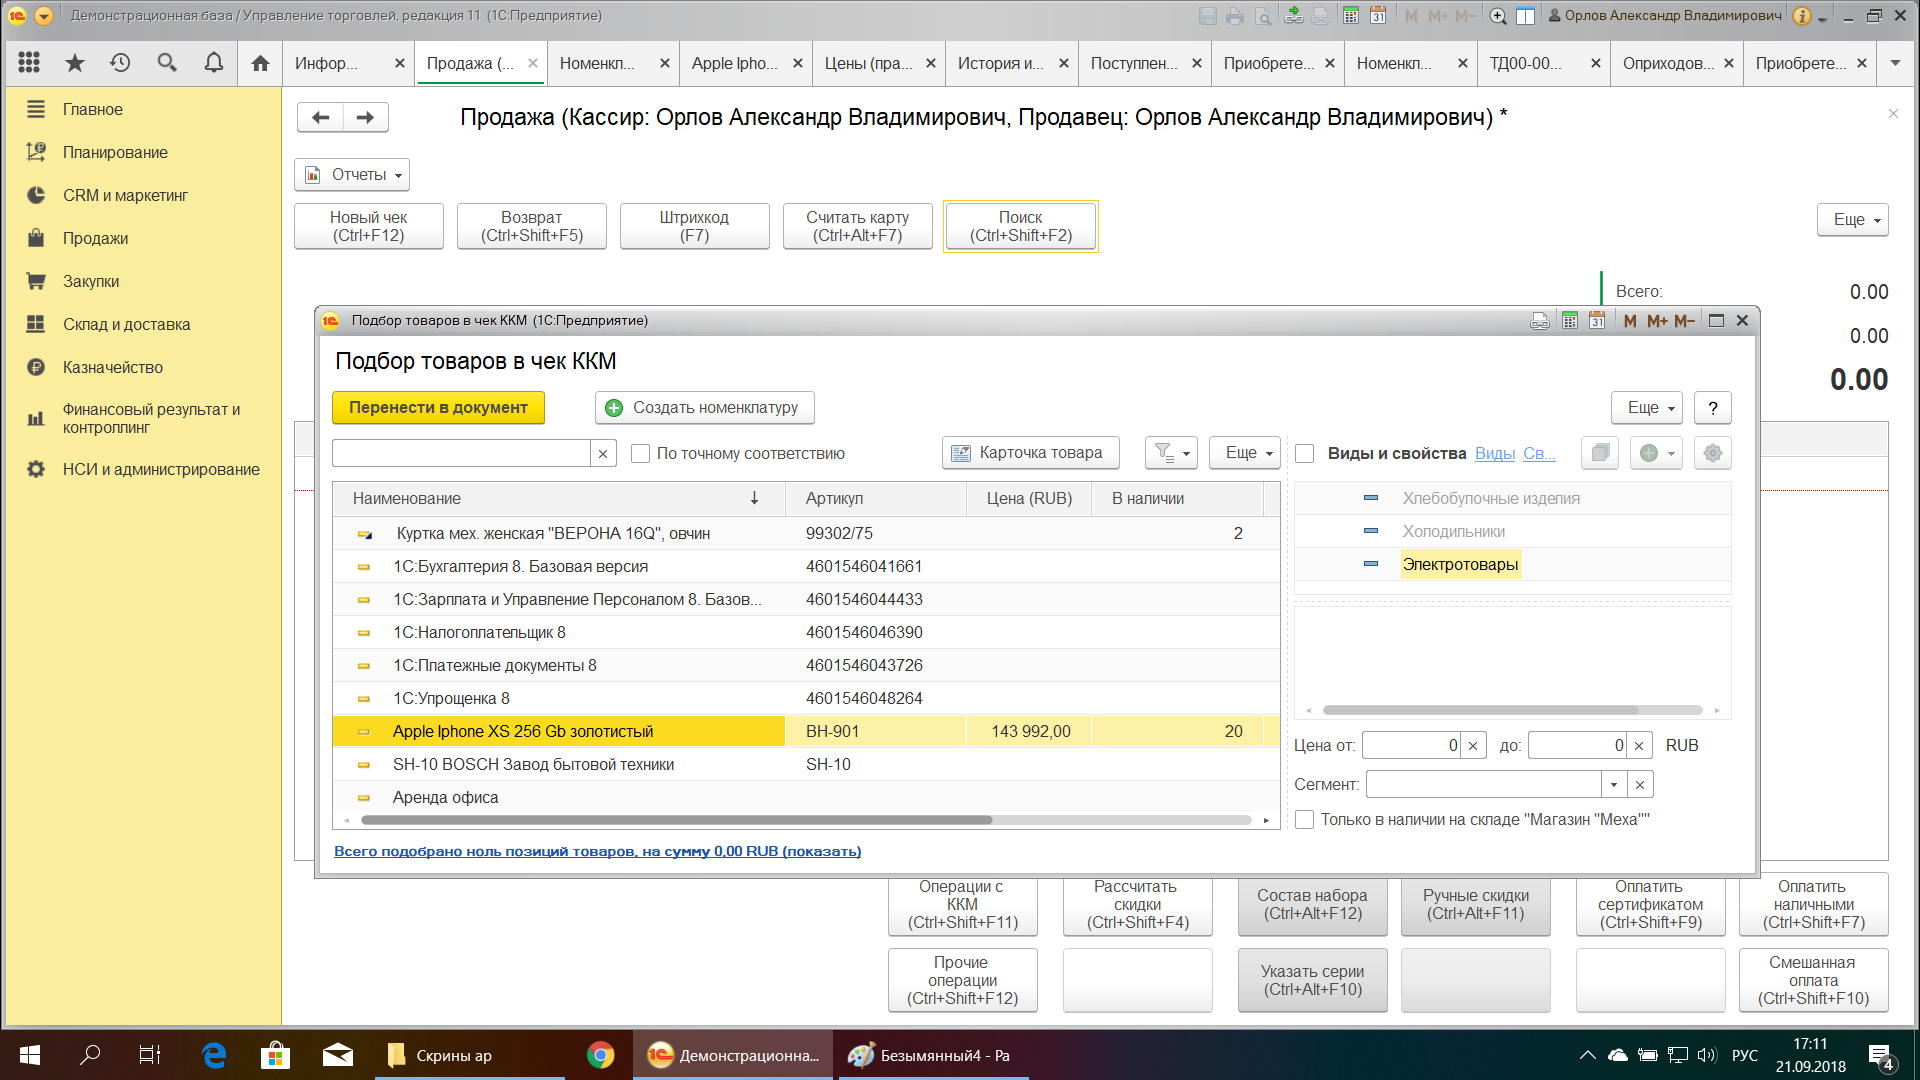 Демонстрационная база / Управление торговлей, редакция 11 (1С:Предприятие)
M M+ M−
Орлов Александр Владимирович
Инфор...
Продажа (...
Номенкл...
Apple Ipho...
Цены (пра...
История и...
Поступлен...
Приобрете...
Номенкл...
ТД00-00...
Оприходов...
Приобрете...
Главное
Планирование
CRM и маркетинг
Продажи
Закупки
Склад и доставка
Казначейство
Финансовый результат и
контроллинг
НСИ и администрирование
Продажа (Кассир: Орлов Александр Владимирович, Продавец: Орлов Александр Владимирович) *
Отчеты
Новый чек
(Ctrl+F12)
Возврат
(Ctrl+Shift+F5)
Штрихкод
(F7)
Считать карту
(Ctrl+Alt+F7)
Поиск
(Ctrl+Shift+F2)
Еще
Всего:
0.00
0.00
0.00
Подбор товаров в чек ККМ (1С:Предприятие)
31
M M+ M−
Подбор товаров в чек ККМ
Перенести в документ
Создать номенклатуру
Еще
?
По точному соответствию
Карточка товара
Еще
Виды и свойства Виды Св...
Наименование
Артикул
Цена (RUB)
В наличии
Куртка мех. женская "ВЕРОНА 16Q", овчин
99302/75
2
1С:Бухгалтерия 8. Базовая версия
4601546041661
1С:Зарплата и Управление Персоналом 8. Базов...
4601546044433
1С:Налогоплательщик 8
4601546046390
1С:Платежные документы 8
4601546043726
1С:Упрощенка 8
4601546048264
Apple Iphone XS 256 Gb золотистый
BH-901
143 992,00
20
SH-10 BOSCH Завод бытовой техники
SH-10
Аренда офиса
Хлебобулочные изделия
Холодильники
Электротовары
Цена от:
0
до:
0
RUB
Сегмент:
Только в наличии на складе "Магазин "Меха""
Всего подобрано ноль позиций товаров, на сумму 0,00 RUB (показать)
Операции с
ККМ
(Ctrl+Shift+F11)
Рассчитать
скидки
(Ctrl+Shift+F4)
Состав набора
(Ctrl+Alt+F12)
Ручные скидки
(Ctrl+Alt+F11)
Оплатить
сертификатом
(Ctrl+Shift+F9)
Оплатить
наличными
(Ctrl+Shift+F7)
Прочие
операции
(Ctrl+Shift+F12)
Указать серии
(Ctrl+Alt+F10)
Смешанная
оплата
(Ctrl+Shift+F10)
Скрины ар
Демонстрационна...
Безымянный4 - Pa
РУС
17:11
21.09.2018
4